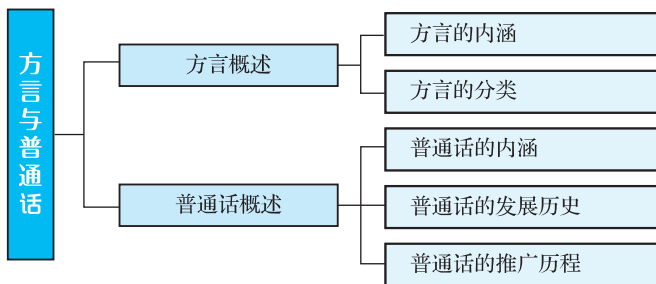 方言与普通话
方言概述
方言的内涵
方言的分类
普通话概述
普通话的内涵
普通话的发展历史
普通话的推广历程